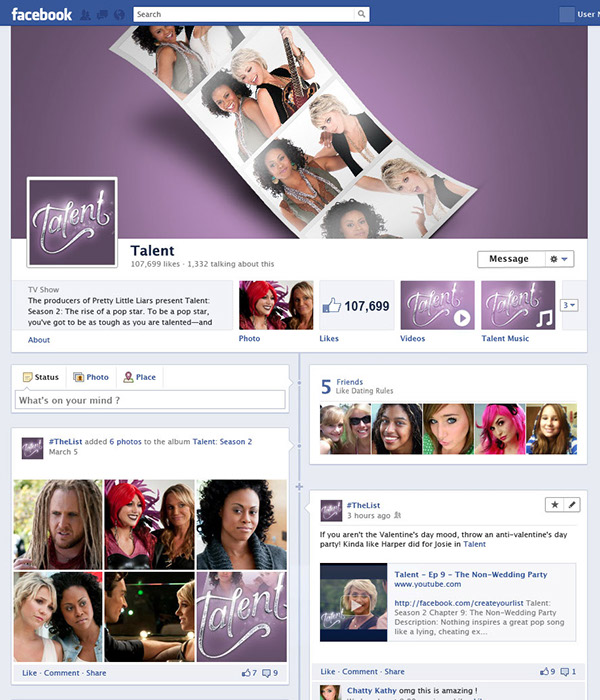 facebook
Search
User
Talent
Talent
107,699 likes · 1,332 talking about this
Message
TV Show
The producers of Pretty Little Liars present Talent:
Season 2: The rise of a pop star. To be a pop star,
you've got to be as tough as you are talented—and
About
Photo
107,699
Likes
Talent
Videos
Talent
Talent Music
3
Status
Photo
Place
What's on your mind ?
5 Friends
Like Dating Rules
#TheList added 6 photos to the album Talent: Season 2
March 5
Talent
Like · Comment · Share
7
9
#TheList
3 hours ago
If you aren't the Valentine's day mood, throw an anti-valentine's day
party! Kinda like Harper did for Josie in Talent
Talent - Ep 9 - The Non-Wedding Party
www.youtube.com
http://facebook.com/createyourlist Talent:
Season 2 Chapter 9: The Non-Wedding Party
Description: Nothing inspires a great pop song
like a lying, cheating ex...
Like · Comment · Share
9
1
Chatty Kathy omg this is amazing !